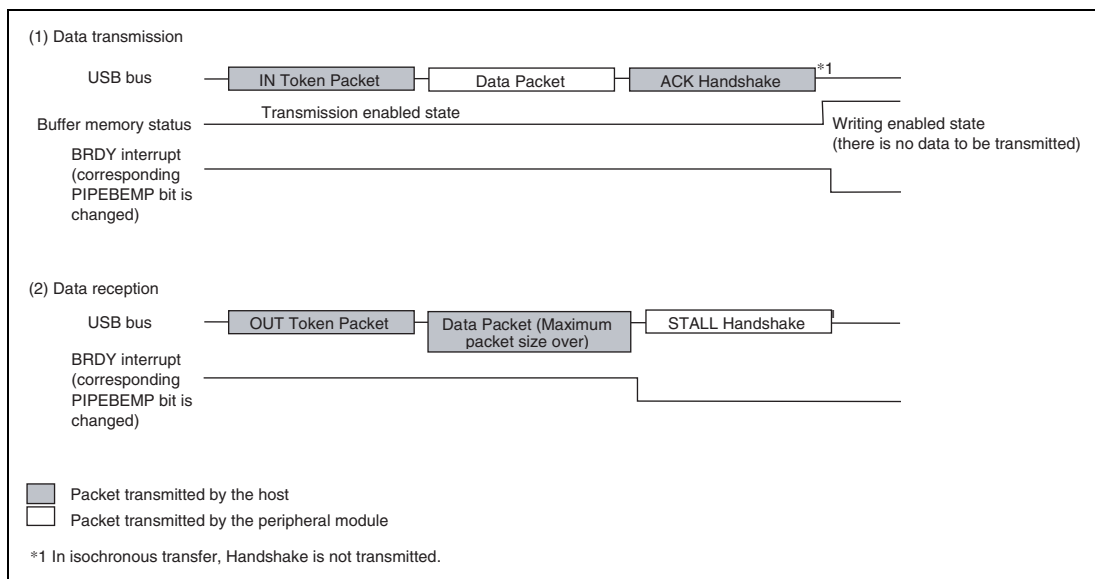 (1) Data transmission
USB bus
IN Token Packet
Data Packet
ACK Handshake
*1
Buffer memory status
Transmission enabled state
Writing enabled state
(there is no data to be transmitted)
BRDY interrupt
(corresponding
PIPEBEMP bit is
changed)
(2) Data reception
USB bus
OUT Token Packet
Data Packet (Maximum
packet size over)
STALL Handshake
BRDY interrupt
(corresponding
PIPEBEMP bit is
changed)
Packet transmitted by the host
Packet transmitted by the peripheral module
*1 In isochronous transfer, Handshake is not transmitted.